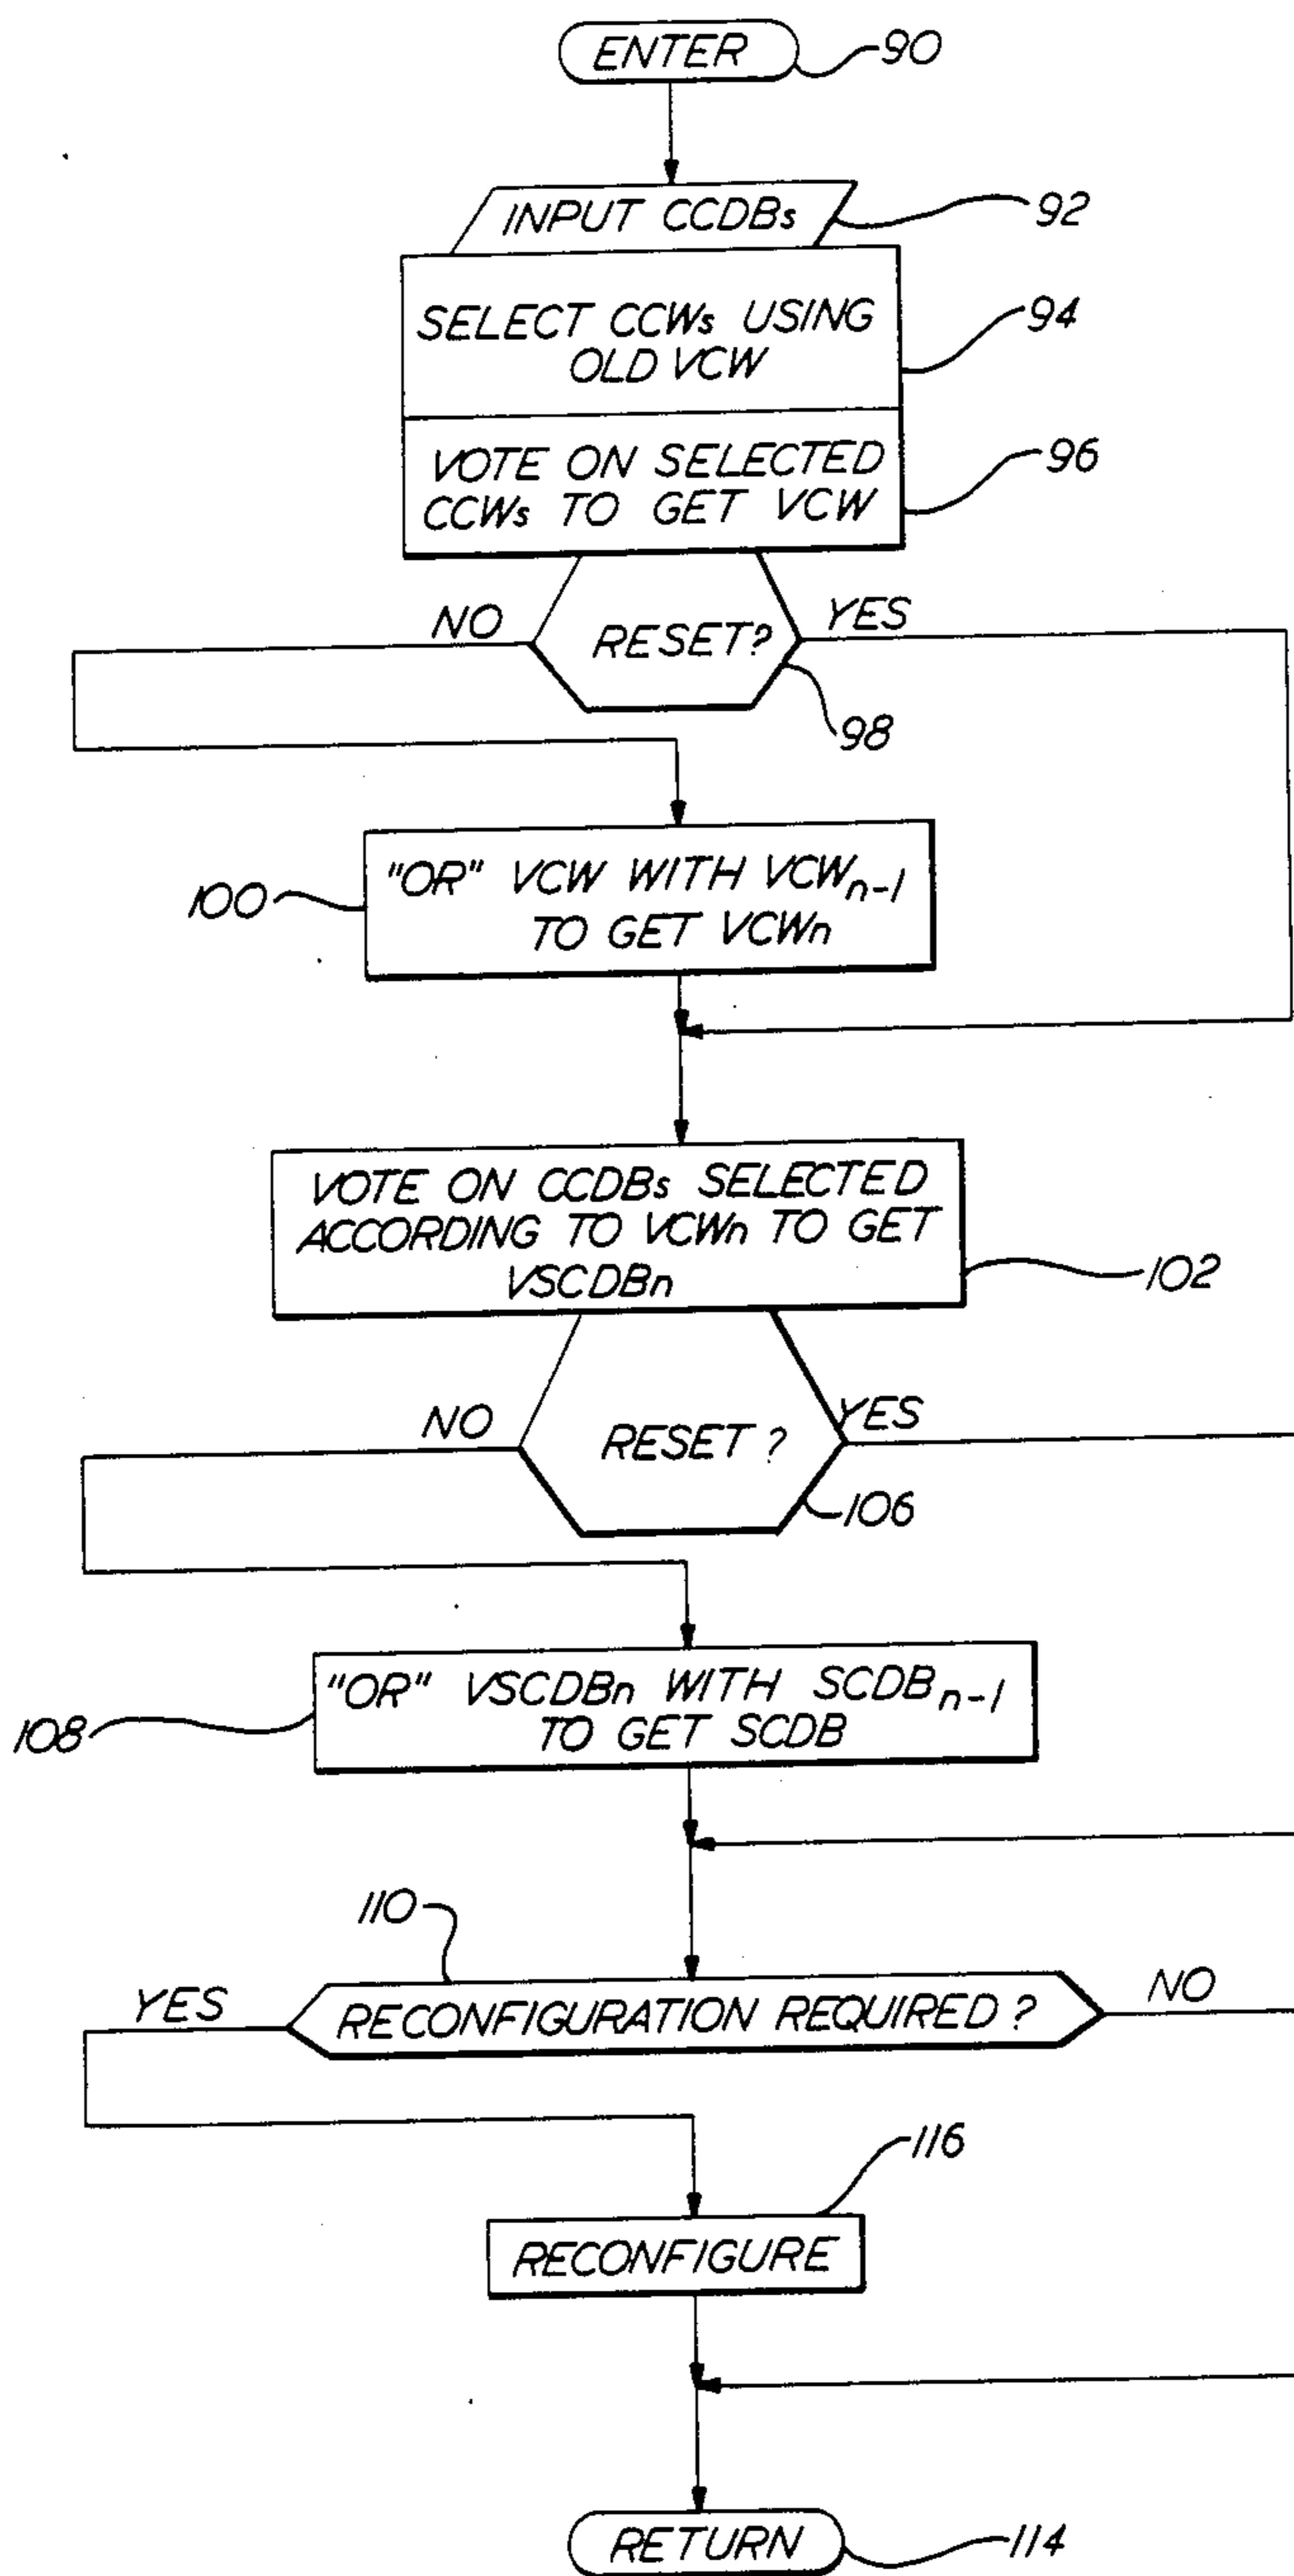 ENTER
90
INPUT CCDBs
92
SELECT CCWs USING
OLD VCW
94
VOTE ON SELECTED
CCWs TO GET VCW
96
NO
RESET?
YES
98
"OR" VCW WITH VCWn-1
TO GET VCWn
100
VOTE ON CCDBs SELECTED
ACCORDING TO VCWn TO GET
VSCDBn
102
NO
RESET ?
YES
106
"OR" VSCDBn WITH SCDBn-1
TO GET SCDB
108
110
YES
RECONFIGURATION REQUIRED ?
NO
116
RECONFIGURE
RETURN
114